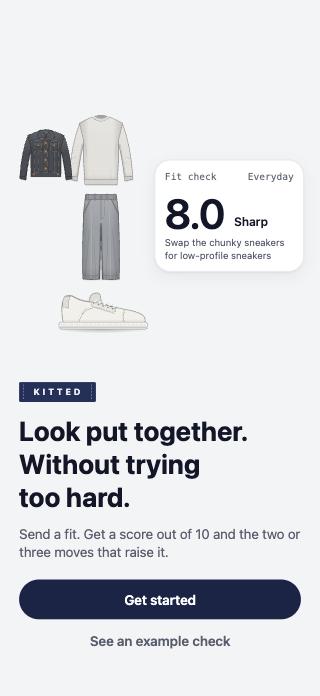 Fit check Everyday
8.0 Sharp
Swap the chunky sneakers
for low-profile sneakers
KITTED
Look put together.
Without trying
too hard.
Send a fit. Get a score out of 10 and the two or
three moves that raise it.
Get started
See an example check